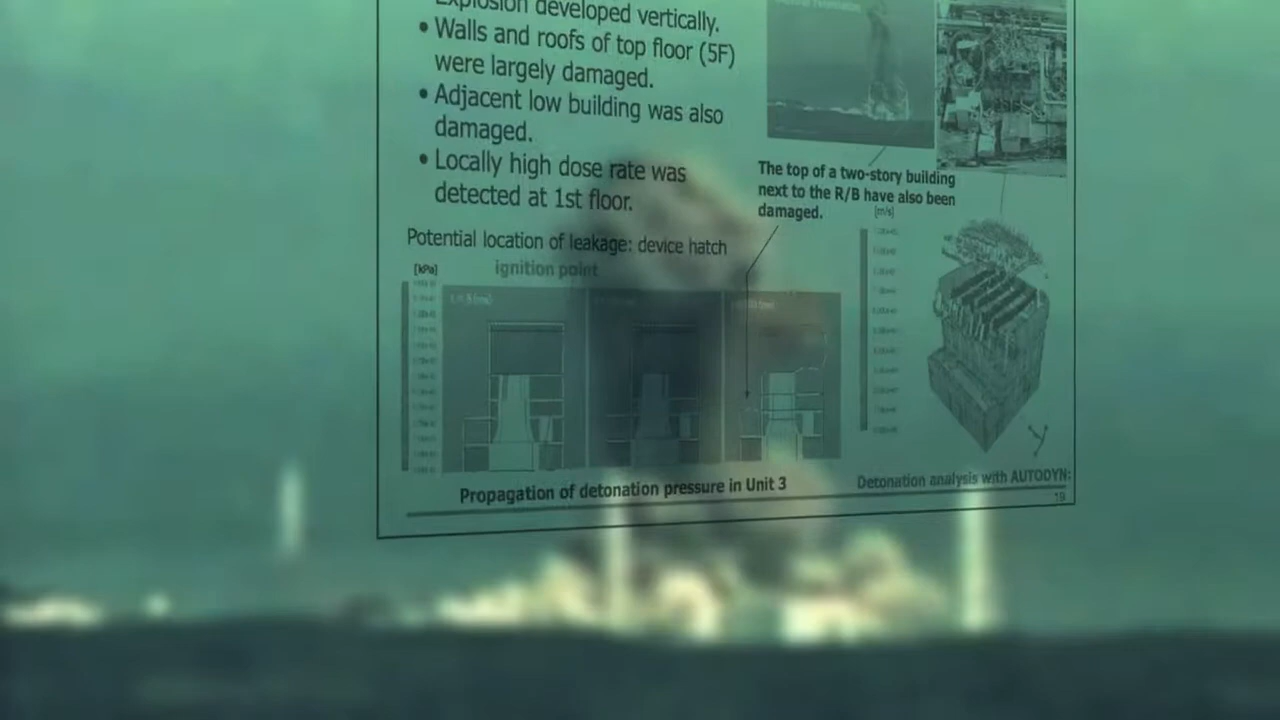 Explosion developed vertically.
• Walls and roofs of top floor (5F)
were largely damaged.
• Adjacent low building was also
damaged.
• Locally high dose rate was
detected at 1st floor.
The top of a two-story building
next to the R/B have also been
damaged.
[m/s]
Potential location of leakage: device hatch
[kPa]
ignition point
Propagation of detonation pressure in Unit 3
Detonation analysis with AUTODYN:
19